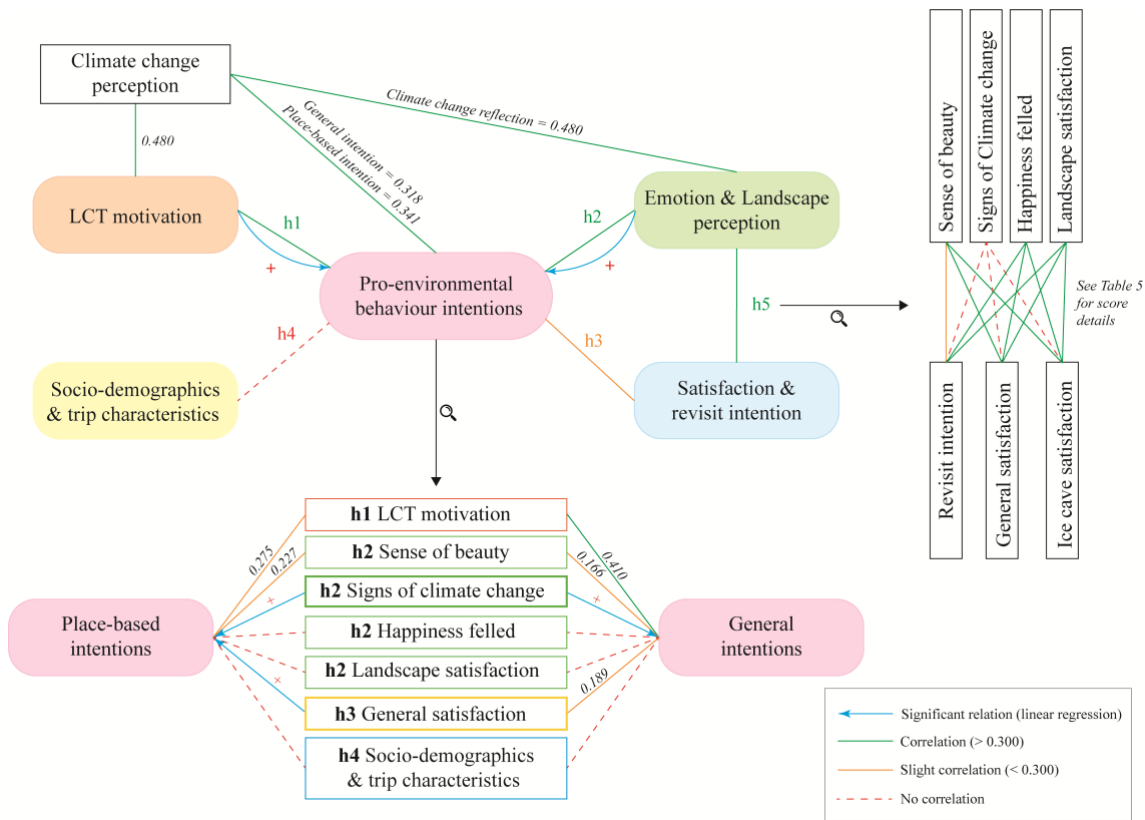 Climate change
perception
0.480
General intention = 0.318
Place-based intention = 0.341
Climate change reflection = 0.480
LCT motivation
h1
+
h2
+
Emotion & Landscape
perception
Pro-environmental
behaviour intentions
h4
h3
h5
Socio-demographics
& trip characteristics
Satisfaction &
revisit intention
Sense of beauty
Signs of Climate change
Happiness felled
Landscape satisfaction
See Table 5
for score
details
Revisit intention
General satisfaction
Ice cave satisfaction
h1 LCT motivation
h2 Sense of beauty
h2 Signs of climate change
h2 Happiness felled
h2 Landscape satisfaction
h3 General satisfaction
h4 Socio-demographics
& trip characteristics
0.275
0.227
+
+
0.410
0.166
+
0.189
Place-based
intentions
General
intentions
Significant relation (linear regression)
Correlation (> 0.300)
Slight correlation (< 0.300)
No correlation